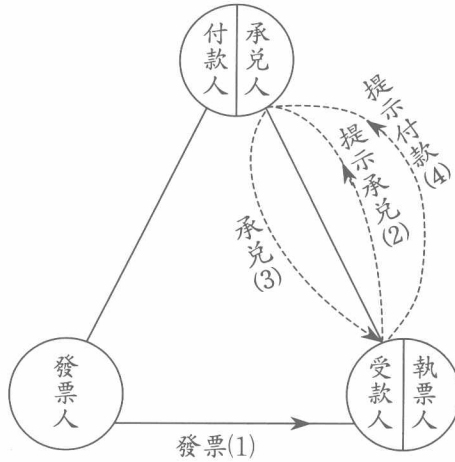 付款人
承兌人
提示付款(4)
提示承兌(2)
承兌(3)
發票人
受款人
執票人
發票(1)